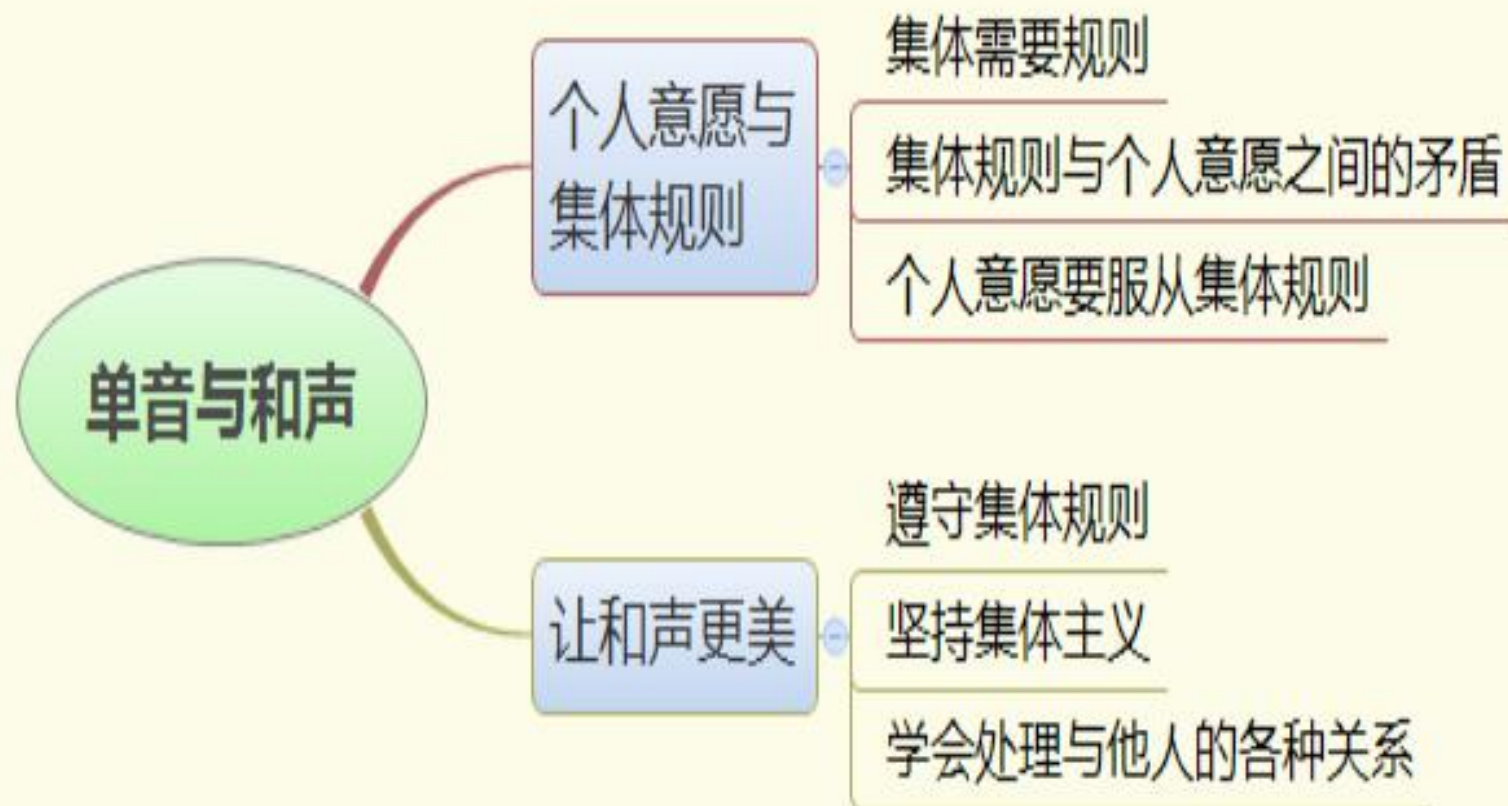 单音与和声
个人意愿与
集体规则
集体需要规则
集体规则与个人意愿之间的矛盾
个人意愿要服从集体规则
让和声更美
遵守集体规则
坚持集体主义
学会处理与他人的各种关系